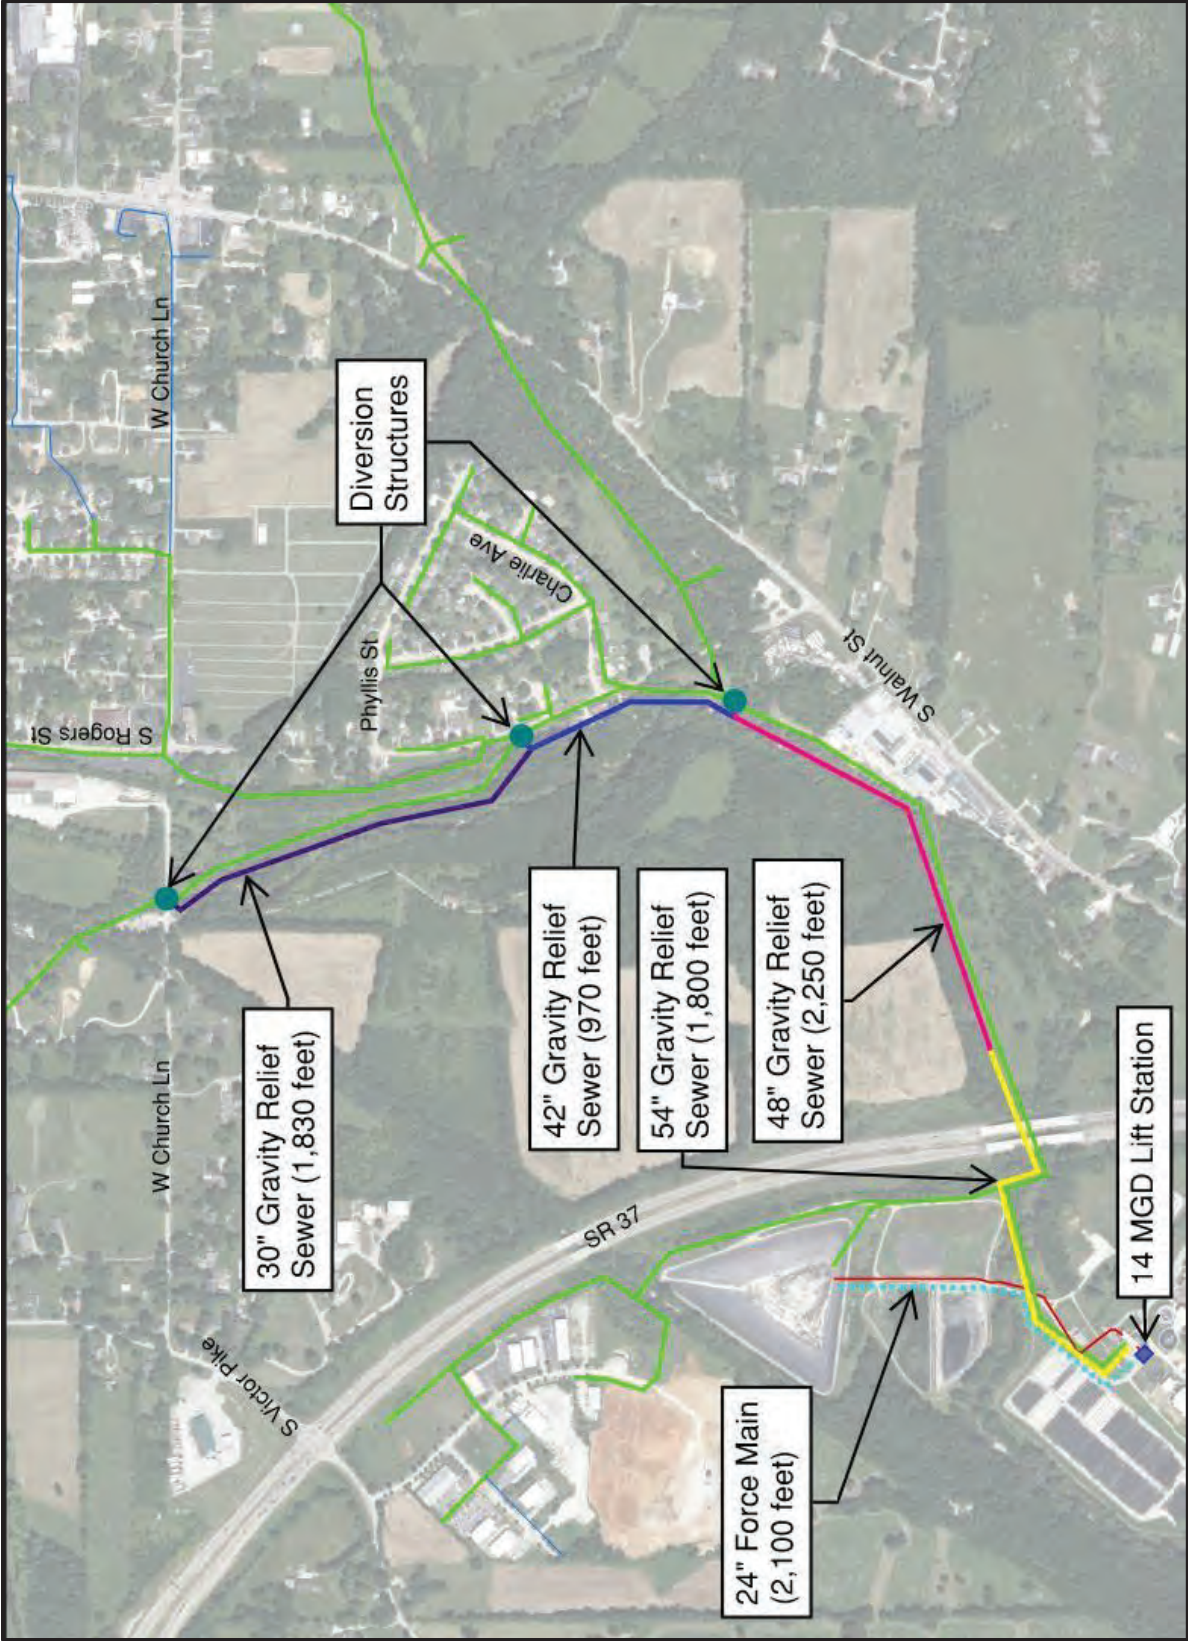 W Church Ln
S Rogers St
Diversion
Structures
Phyllis St
Charlie Ave
S Walnut St
W Church Ln
30" Gravity Relief
Sewer (1,830 feet)
42" Gravity Relief
Sewer (970 feet)
54" Gravity Relief
Sewer (1,800 feet)
48" Gravity Relief
Sewer (2,250 feet)
S Victor Pike
SR 37
24" Force Main
(2,100 feet)
14 MGD Lift Station